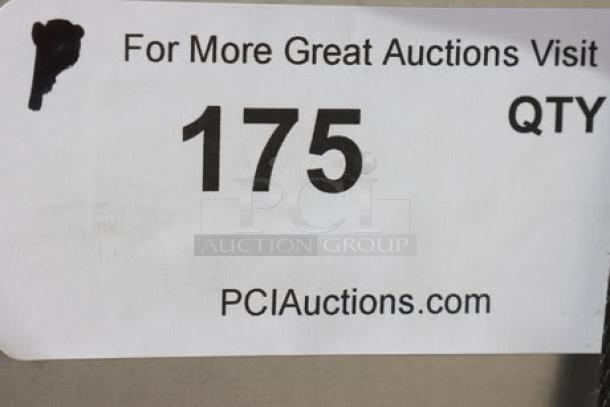 For More Great Auctions Visit
175
QTY
PCI
AUCTION GROUP
PCIAuctions.com